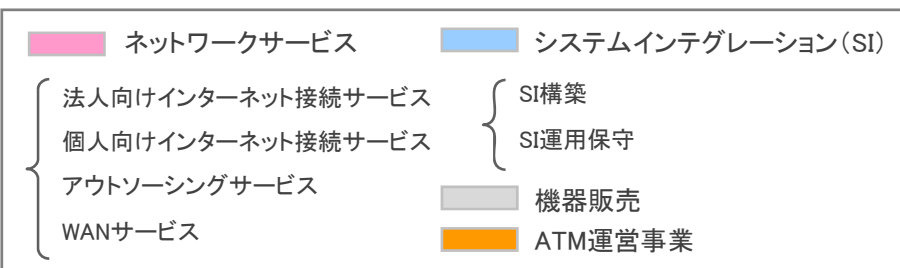 ネットワークサービス
法人向けインターネット接続サービス
個人向けインターネット接続サービス
アウトソーシングサービス
WANサービス
システムインテグレーション（SI）
SI構築
SI運用保守
機器販売
ATM運営事業